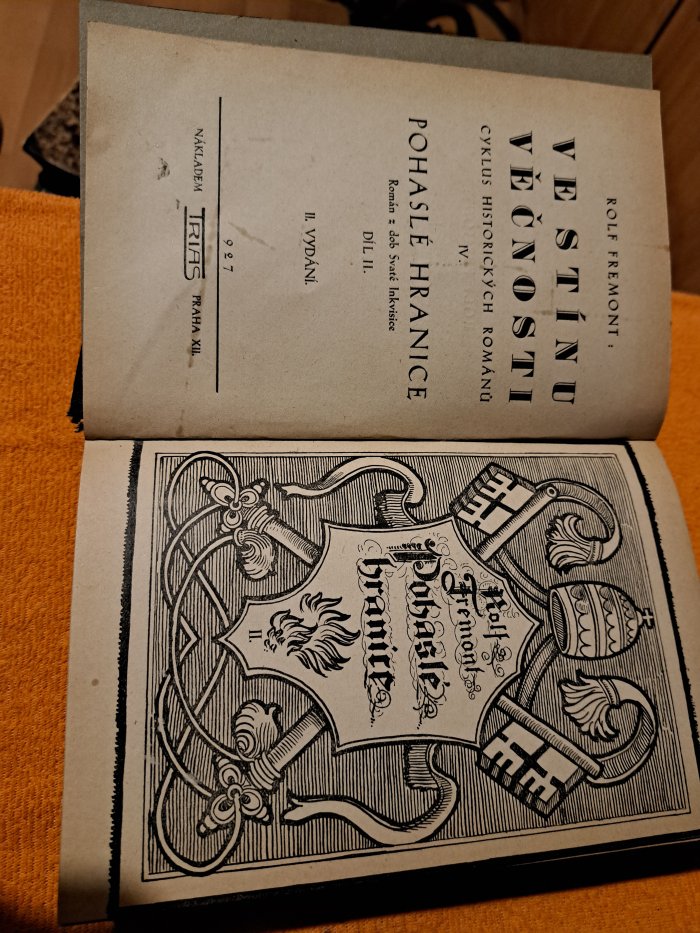 ROLF FREMONT:
VE STÍNU
VĚČNOSTI
CYKLUS HISTORICKÝCH ROMÁNŮ
IV.
POHASLÉ HRANICE
Román z dob Svaté Inkvisice
DÍL II.
II. VYDÁNÍ.
927
NÁKLADEM TRIAS PRAHA XII.
Rolf
Fremont
Pohaslé
hranice
II